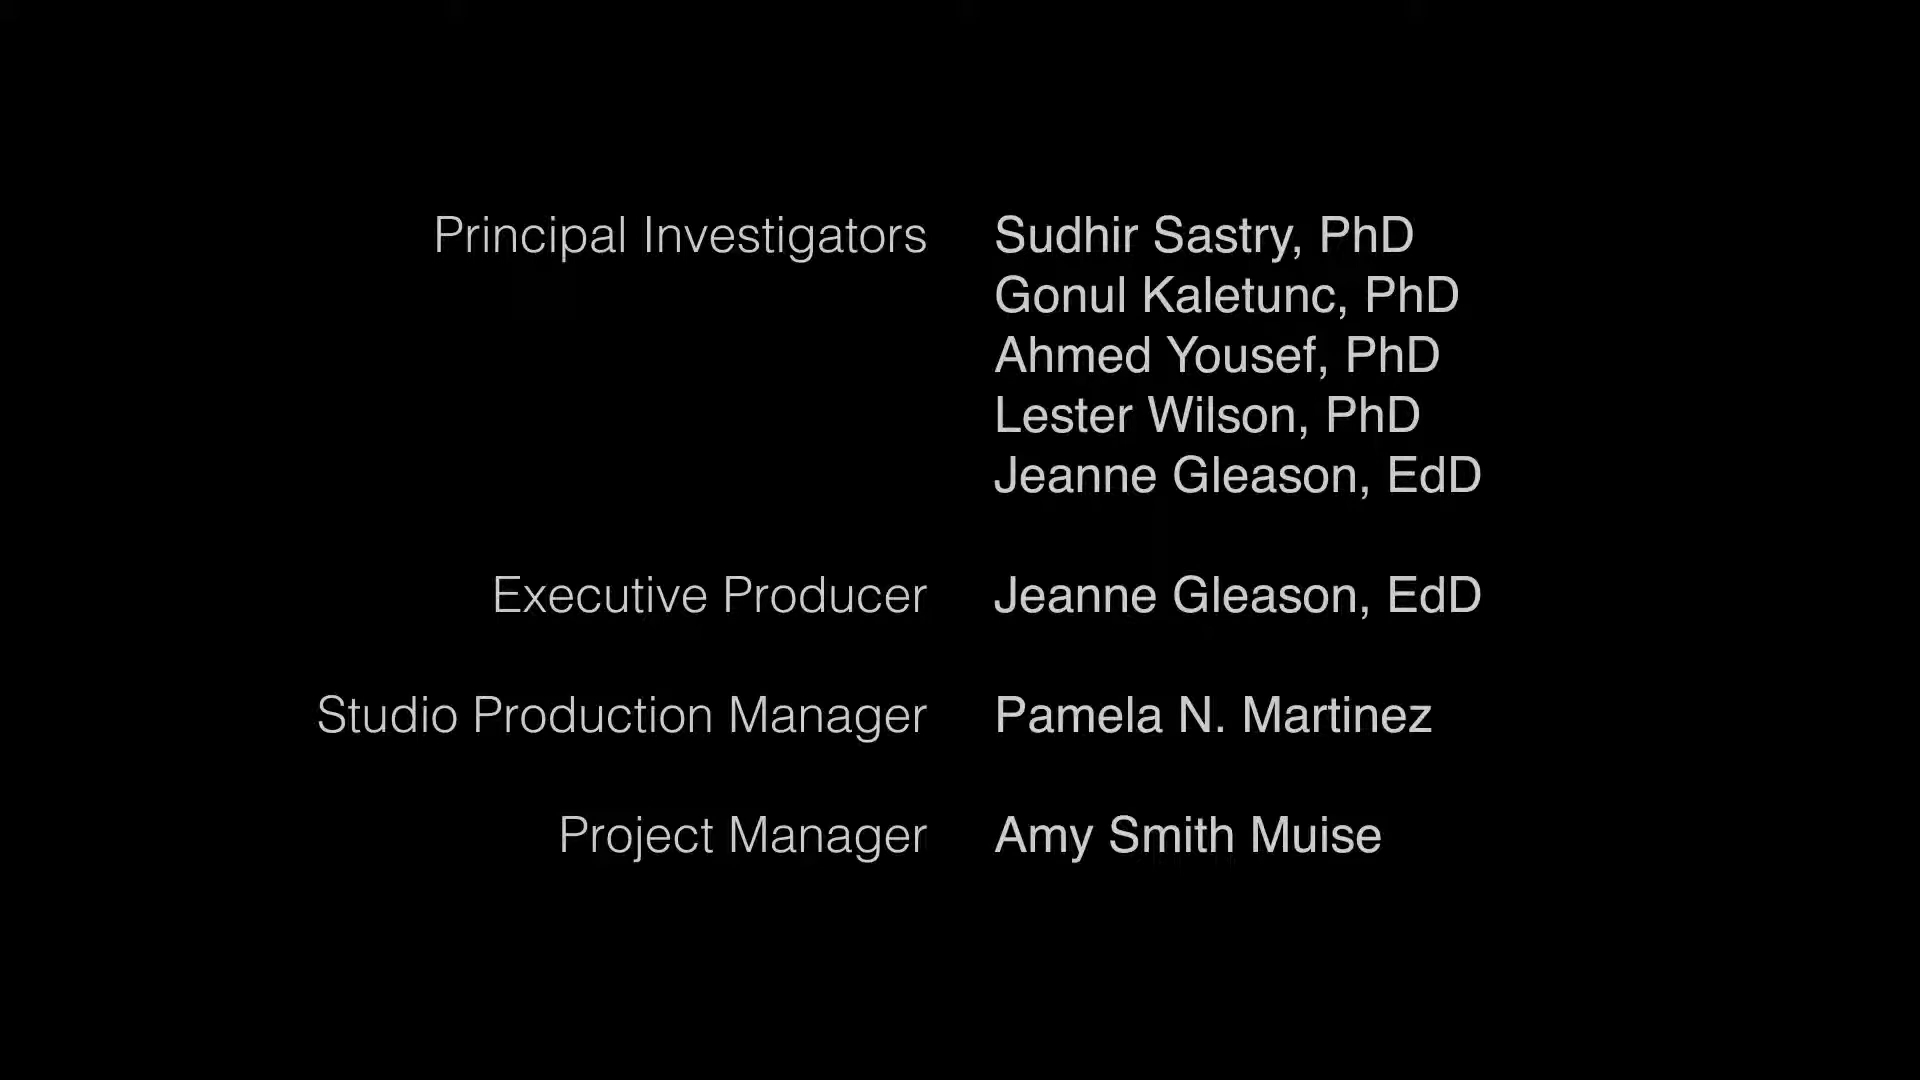 Principal Investigators Sudhir Sastry, PhD
Gonul Kaletunc, PhD
Ahmed Yousef, PhD
Lester Wilson, PhD
Jeanne Gleason, EdD
Executive Producer Jeanne Gleason, EdD
Studio Production Manager Pamela N. Martinez
Project Manager Amy Smith Muise